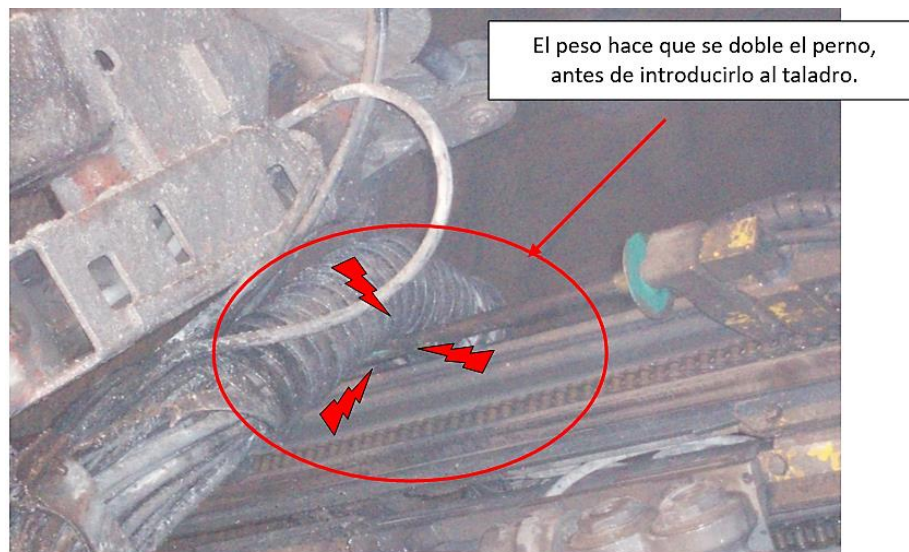 El peso hace que se doble el perno,
antes de introducirlo al taladro.